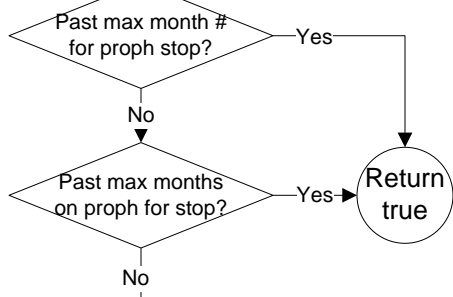 Past max month #
for proph stop?
Yes
No
Past max months
on proph for stop?
Yes
Return
true
No